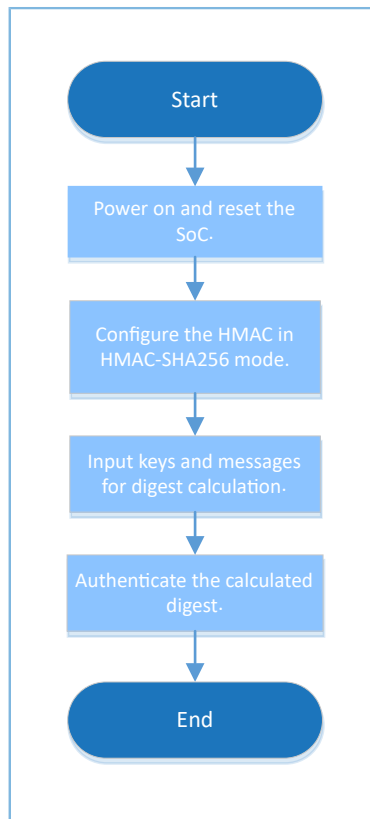 Start
Power on and reset the
SoC.
Configure the HMAC in
HMAC-SHA256 mode.
Input keys and messages
for digest calculation.
Authenticate the calculated
digest.
End